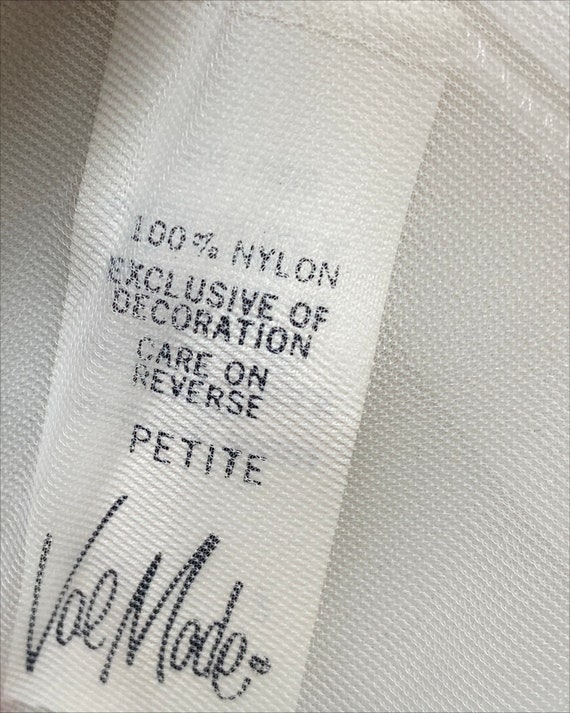 100% NYLON
EXCLUSIVE OF
DECORATION
CARE ON
REVERSE
PETITE
Val Mode